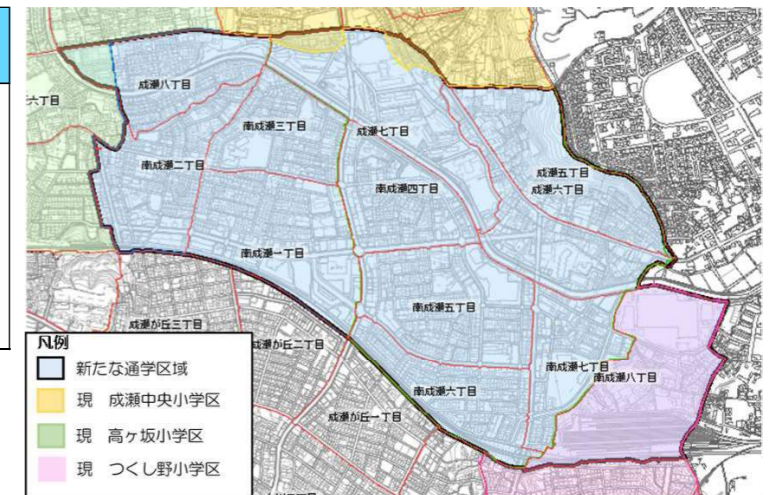 成瀬八丁目
六丁目
南成瀬三丁目
成瀬七丁目
南成瀬二丁目
成瀬五丁目
南成瀬四丁目
成瀬六丁目
南成瀬一丁目
南成瀬五丁目
成瀬が丘三丁目
成瀬が丘二丁目
南成瀬七丁目
南成瀬八丁目
南成瀬六丁目
成瀬が丘一丁目
凡例
新たな通学区域
現 成瀬中央小学区
現 高ヶ坂小学区
現 つくし野小学区